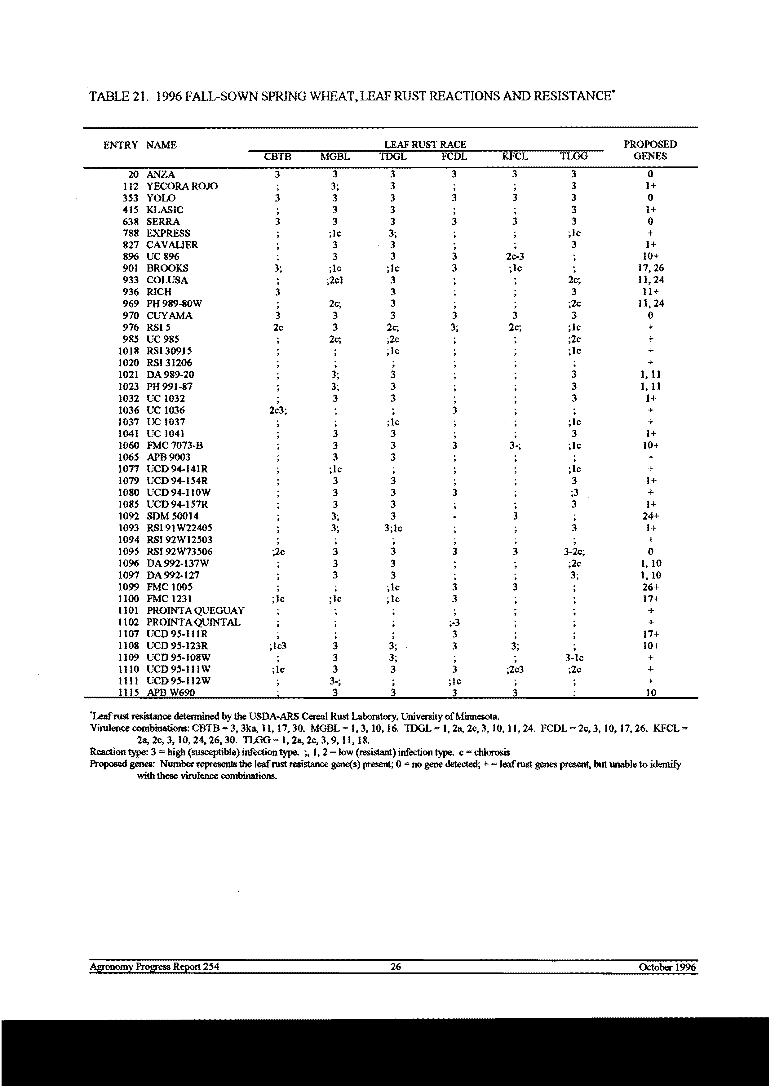 TABLE 21. 1996 FALL-SOWN SPRING WHEAT, LEAF RUST REACTIONS AND RESISTANCE*
LEAF RUST RACE
ENTRY NAME CBTB MGBL TDGL FCDL KFCL TLGG PROPOSED GENES
20 ANZA 3 3 3 3 3 3 0
112 YECORA ROJO ; 3; 3 ; ; 3 1+
353 YOLO 3 3 3 3 3 3 0
415 KLASIC ; 3 3 ; ; 3 1+
638 SERRA 3 3 3 3 3 3 0
788 EXPRESS ; ;1c 3; ; ; ;1c +
827 CAVALIER ; 3 3 ; ; 3 1+
896 UC 896 ; 3 3 3 2c-3 ; 10+
901 BROOKS 3; ;1c ;1c 3 ;1c ; 17, 26
933 COLUSA ; ;2c1 3 ; ; 2c; 11, 24
936 RICH 3 3 ; ; 3 11+
969 PH 989-80W ; 2c; 3 ; ; ;2c 11, 24
970 CUYAMA 3 3 3 3 3 3 0
976 RSI 5 2c 3 2c; 3; 2c; ;1c +
985 UC 985 ; 2c; ;2c ; ; ;2c +
1018 RSI 30915 ; ; ;1c ; ; ;1c +
1020 RSI 31206 ; ; ; ; ; ; +
1021 DA 989-20 ; 3; 3 ; ; 3 1, 11
1023 PH 991-87 ; 3; 3 ; ; 3 1, 11
1032 UC 1032 ; 3 3 ; ; 3 1+
1036 UC 1036 2c3; ; ; 3 ; ; +
1037 UC 1037 ; ; ;1c ; ; ;1c +
1041 UC 1041 ; 3 3 ; ; 3 1+
1060 FMC 7073-B ; 3 3 3 3-; ;1c 10+
1065 APB 9003 ; 3 3 ; ; ; +
1077 UCD 94-141R ; ;1c ; ; ; ;1c +
1079 UCD 94-154R ; 3 3 ; ; 3 1+
1080 UCD 94-110W ; 3 3 3 ; ;3 +
1085 UCD 94-157R ; 3 3 ; ; 3 1+
1092 SDM 50014 ; 3; 3 - 3 ; 24+
1093 RSI 91W22405 ; 3; 3;1c ; ; 3 1+
1094 RSI 92W12503 ; ; ; ; ; ; +
1095 RSI 92W73506 ;2c 3 3 3 3 3-2c; 0
1096 DA 992-137W ; 3 3 ; ; ;2c 1, 10
1097 DA 992-127 ; 3 3 ; ; 3; 1, 10
1099 FMC 1005 ; ; ;1c 3 3 ; 26+
1100 FMC 1231 ;1c ;1c ;1c 3 ; ; 17+
1101 PROINTA QUEGUAY ; ; ; ; ; ; +
1102 PROINTA QUINTAL ; ; ; ;-3 ; ; +
1107 UCD 95-111R ; ; ; 3 ; ; 17+
1108 UCD 95-123R ;1c3 3 3; 3 3; ; 10+
1109 UCD 95-108W ; 3 3; ; ; 3-1c +
1110 UCD 95-111W ;1c 3 3 3 ;2c3 ;2c +
1111 UCD 95-112W ; 3-; ; ;1c ; ; +
1115 APB W690 ; 3 3 3 3 ; 10
*Leaf rust resistance determined by the USDA-ARS Cereal Rust Laboratory, University of Minnesota.
Virulence combinations: CBTB = 3, 3ka, 11, 17, 30. MGBL = 1, 3, 10, 16. TDGL = 1, 2a, 2c, 3, 10, 11, 24. FCDL = 2c, 3, 10, 17, 26. KFCL =
2a, 2c, 3, 10, 24, 26, 30. TLGG = 1, 2a, 2c, 3, 9, 11, 18.
Reaction type: 3 = high (susceptible) infection type. ;, 1, 2 = low (resistant) infection type. c = chlorosis
Proposed genes: Number represents the leaf rust resistance gene(s) present; 0 = no gene detected; + = leaf rust genes present, but unable to identify
with these virulence combinations.
Agronomy Progress Report 254 26 October 1996